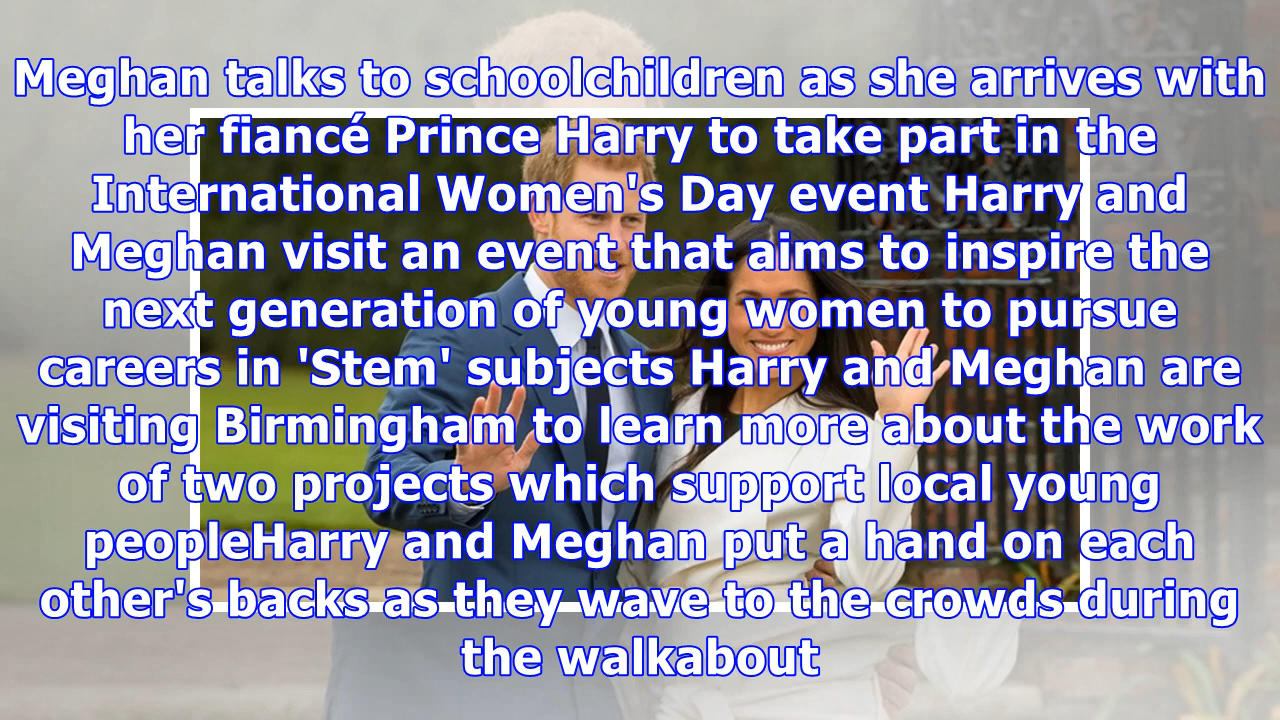 Meghan talks to schoolchildren as she arrives with
her fiancé Prince Harry to take part in the
International Women's Day event Harry and
Meghan visit an event that aims to inspire the
next generation of young women to pursue
careers in 'Stem' subjects Harry and Meghan are
visiting Birmingham to learn more about the work
of two projects which support local young
peopleHarry and Meghan put a hand on each
other's backs as they wave to the crowds during
the walkabout